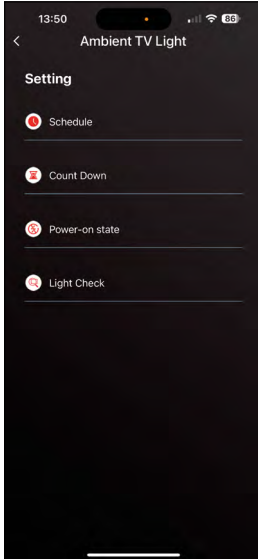 13:50
86
Ambient TV Light
Setting
Schedule
Count Down
Power-on state
Light Check